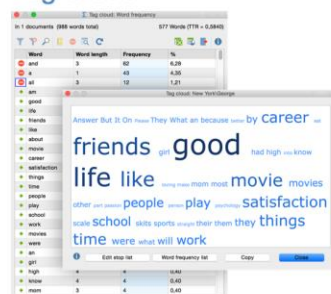 Tag cloud: Word frequency
In 1 documents (988 words total) 577 Words (TTR = 0,5840)
Word Word length Frequency %
and 3 62 6,28
a 1 43 4,35
all 3 12 1,21
am
good
life
friends
like
about
movie
career
satisfaction
things
time
people
play
school
work
movies
were
an
girl
high 4 4 0,40
know 4 4 0,40
mom 3 4 0,40
Tag cloud: New York\George
Answer But It On They What an because by career
friends girl good had high know
life like mom most movie movies
other people play satisfaction
scale school skills sports their them they things
time were what will work
Edit stop list Word frequency list Copy Close